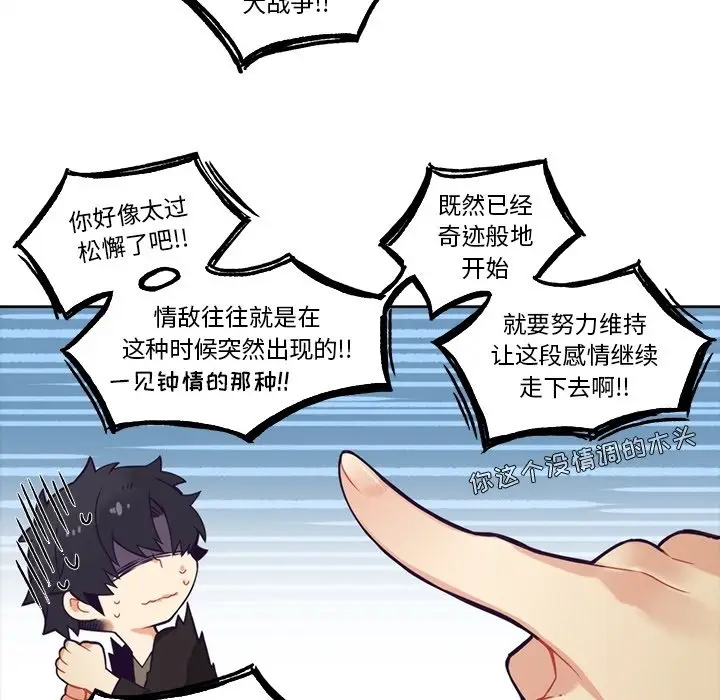 大战争!!
你好像太过
松懈了吧!!
情敌往往就是在
这种时候突然出现的!!
一见钟情的那种!!
既然已经
奇迹般地
开始
就要努力维持
让这段感情继续
走下去啊!!
你这个没情调的木头